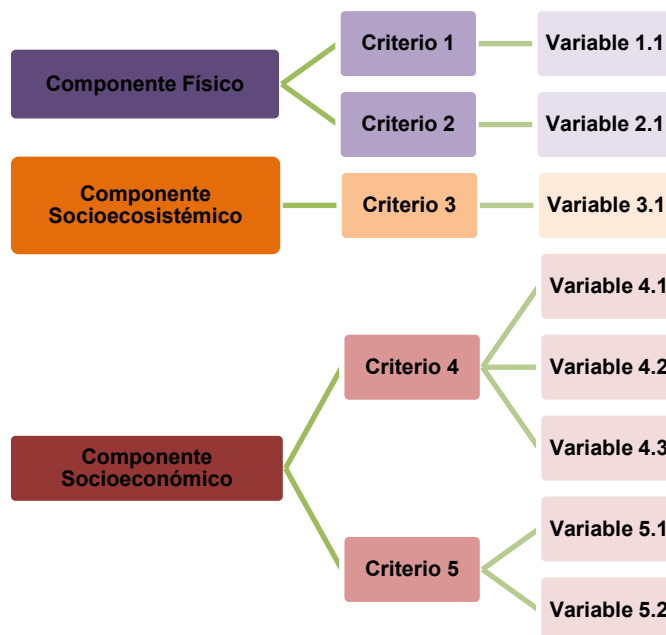 Componente Físico
Criterio 1
Variable 1.1
Criterio 2
Variable 2.1
Componente
Socioecosistémico
Criterio 3
Variable 3.1
Componente
Socioeconómico
Criterio 4
Variable 4.1
Variable 4.2
Variable 4.3
Criterio 5
Variable 5.1
Variable 5.2